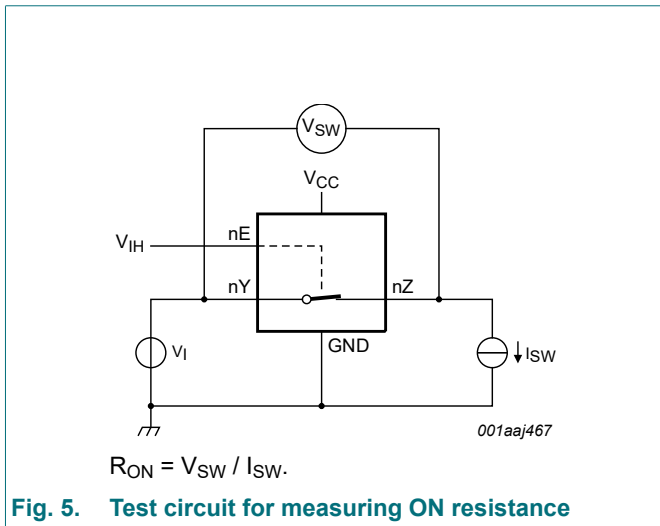 VSW
VCC
VIH
nE
nY
nZ
VI
GND
ISW
001aaj467
RON = VSW / ISW.
Fig. 5. Test circuit for measuring ON resistance